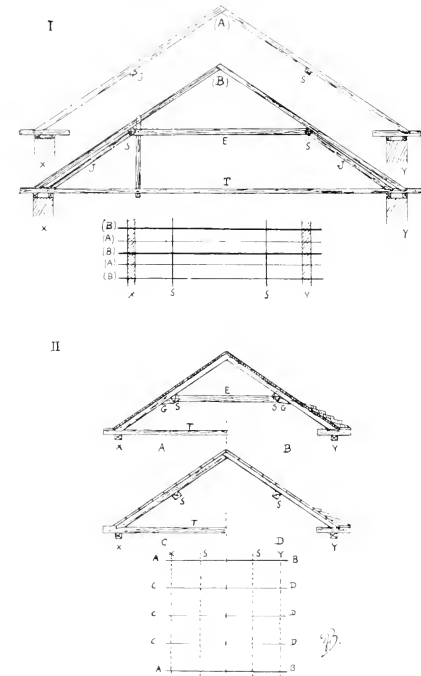 I
(A)
S J S
(B)
X S E S Y
J J
T
X Y
(B)
(A)
(B)
(A)
(B)
X S S Y
II
E
G S S G
T
X A B Y
S S
T
X C D Y
A X S S Y B
C D
C D
C D
A B